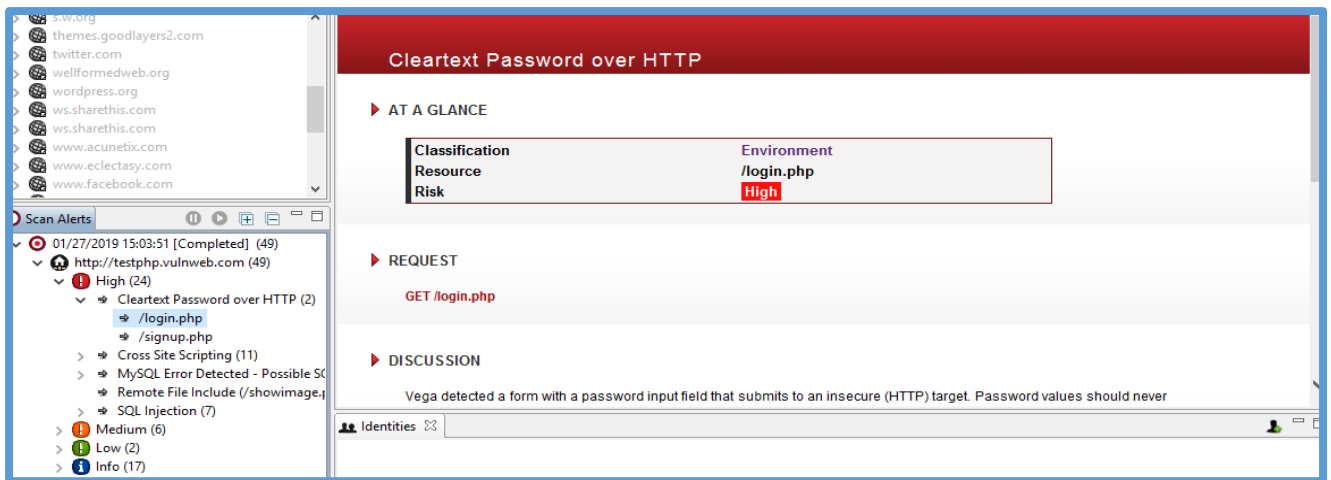 s.w.org
themes.goodlayers2.com
twitter.com
wellformedweb.org
wordpress.org
ws.sharethis.com
ws.sharethis.com
www.acunetix.com
www.eclectasy.com
www.facebook.com
Scan Alerts
01/27/2019 15:03:51 [Completed] (49)
http://testphp.vulnweb.com (49)
High (24)
Cleartext Password over HTTP (2)
/login.php
/signup.php
Cross Site Scripting (11)
MySQL Error Detected - Possible
Remote File Include (/showimage.
SQL Injection (7)
Medium (6)
Low (2)
Info (17)
Cleartext Password over HTTP
AT A GLANCE
Classification Environment
Resource /login.php
Risk High
REQUEST
GET /login.php
DISCUSSION
Vega detected a form with a password input field that submits to an insecure (HTTP) target. Password values should never
Identities